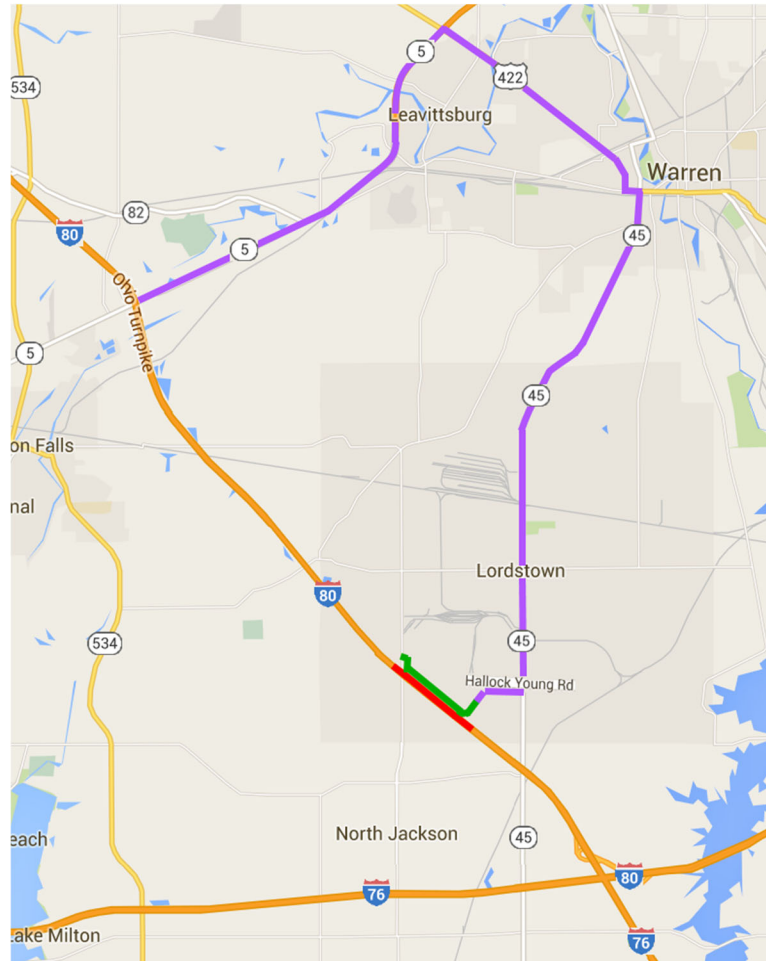 5
422
534
Leavittsburg
Warren
82
80
45
5
Ohio Turnpike
5
45
on Falls
nal
Lordstown
80
534
45
Hallock Young Rd
North Jackson
45
each
80
76
Lake Milton
76